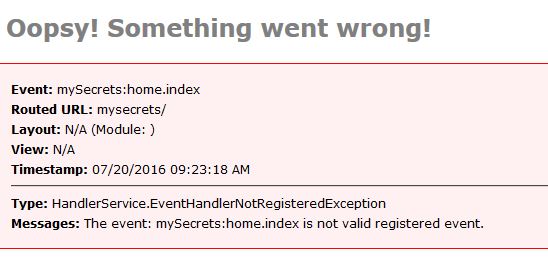 Oopsy! Something went wrong!
Event: mySecrets:home.index
Routed URL: mysecrets/
Layout: N/A (Module: )
View: N/A
Timestamp: 07/20/2016 09:23:18 AM
Type: HandlerService.EventHandlerNotRegisteredException
Messages: The event: mySecrets:home.index is not valid registered event.